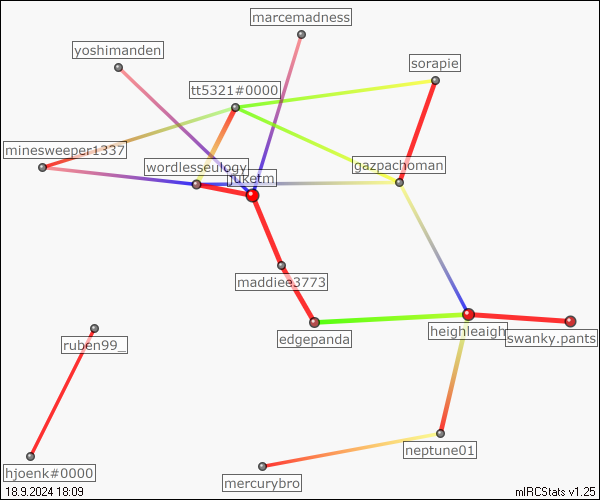 marcemadness
yoshimanden
sorapie
tt5321#0000
minesweeper1337
wordlesseulogy
gazpachoman
juketm
maddiee3773
edgepanda
heighleaigh
swanky.pants
ruben99_
neptune01
hjoenk#0000
mercurybro
18.9.2024 18:09
mIRCStats v1.25